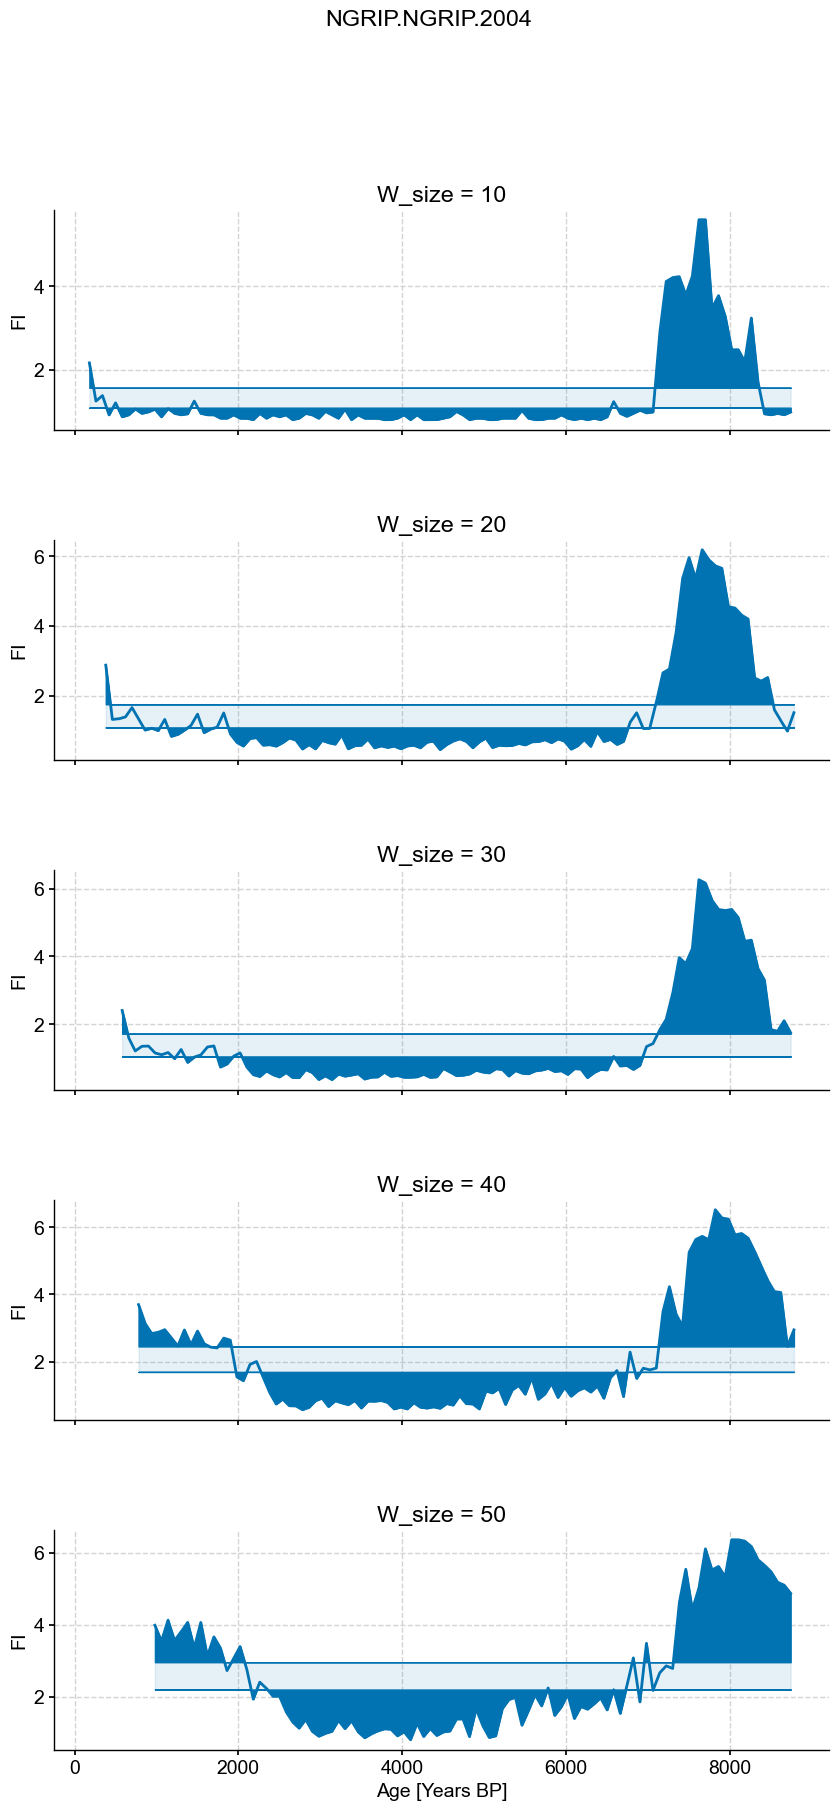 NGRIP.NGRIP.2004
W_size = 10
4
2
FI
W_size = 20
6
4
2
FI
W_size = 30
6
4
2
FI
W_size = 40
6
4
2
FI
W_size = 50
6
4
2
FI
0 2000 4000 6000 8000
Age [Years BP]